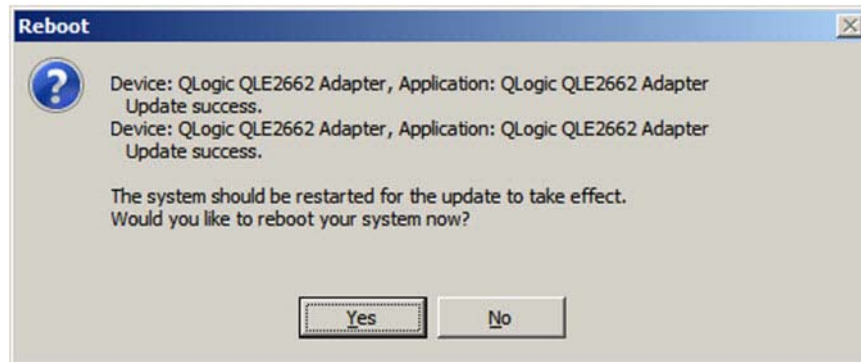 Reboot
Device: QLogic QLE2662 Adapter, Application: QLogic QLE2662 Adapter
Update success.
Device: QLogic QLE2662 Adapter, Application: QLogic QLE2662 Adapter
Update success.
The system should be restarted for the update to take effect.
Would you like to reboot your system now?
Yes No